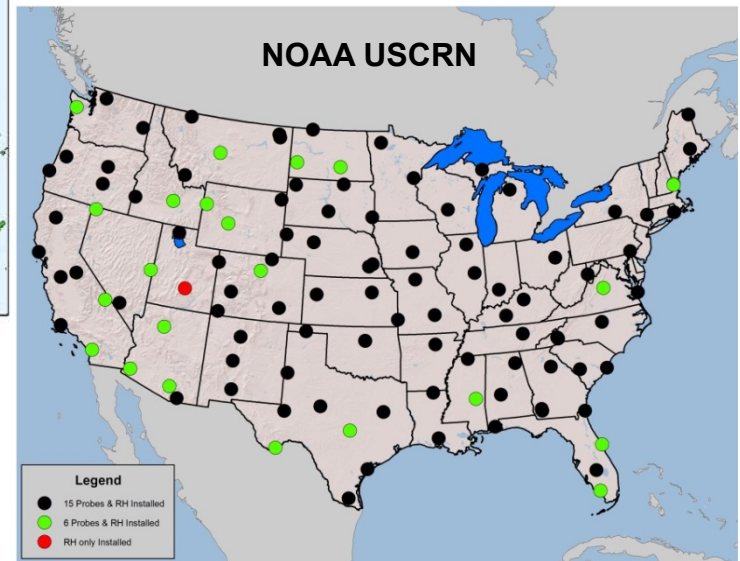 NOAA USCRN
Legend
15 Probes & RH Installed
6 Probes & RH Installed
RH only Installed